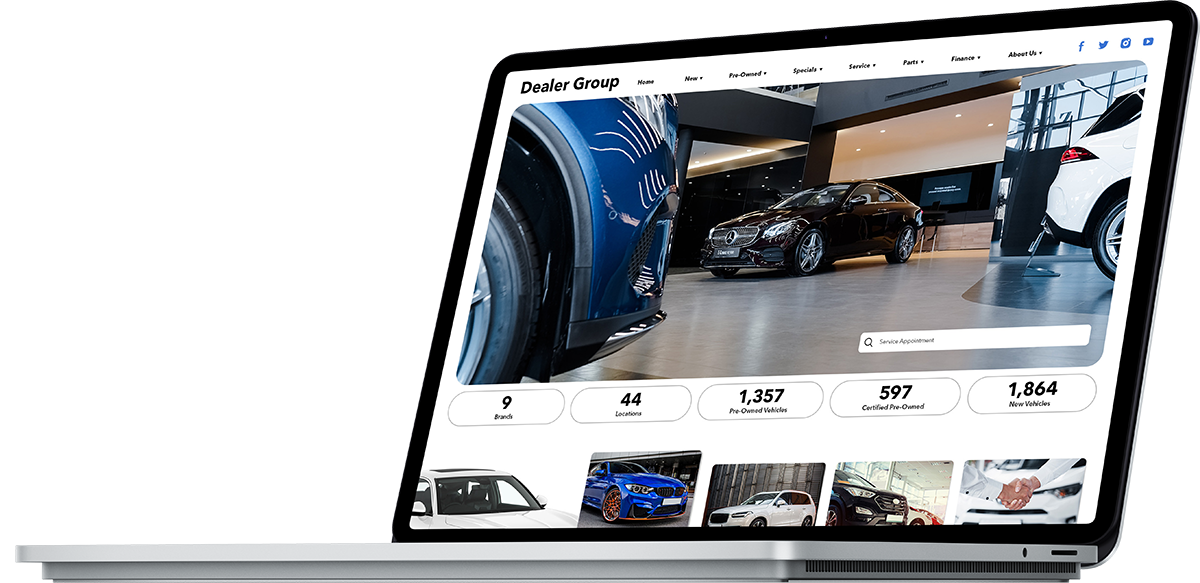 Dealer Group
Home
New ▾
Pre-Owned ▾
Specials ▾
Service ▾
Parts ▾
Finance ▾
About Us ▾
Service Appointment
9
Brands
44
Locations
1,357
Pre-Owned Vehicles
597
Certified Pre-Owned
1,864
New Vehicles